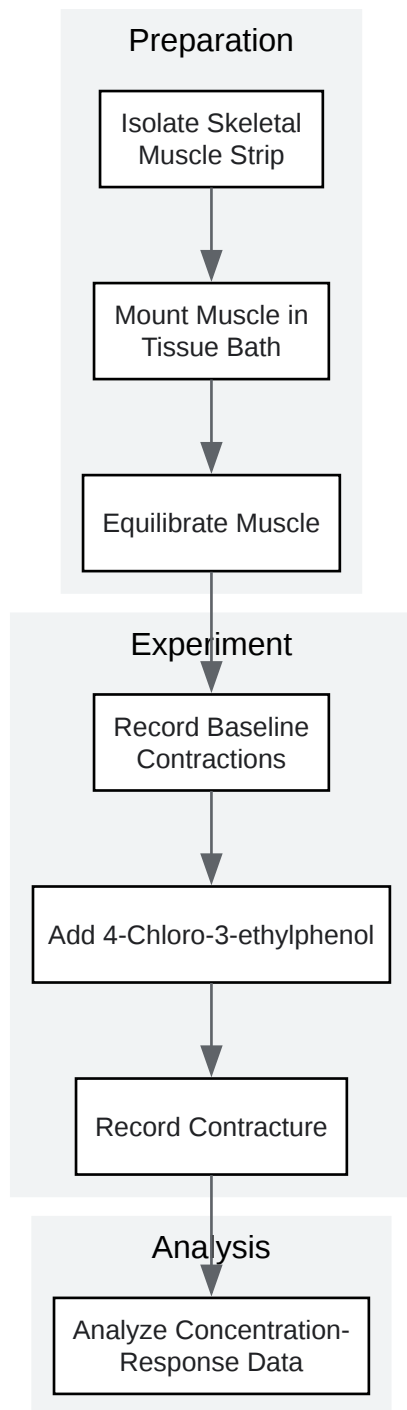 Preparation
Isolate Skeletal
Muscle Strip
Mount Muscle in
Tissue Bath
Equilibrate Muscle
Experiment
Record Baseline
Contractions
Add 4-Chloro-3-ethylphenol
Record Contracture
Analysis
Analyze Concentration-
Response Data